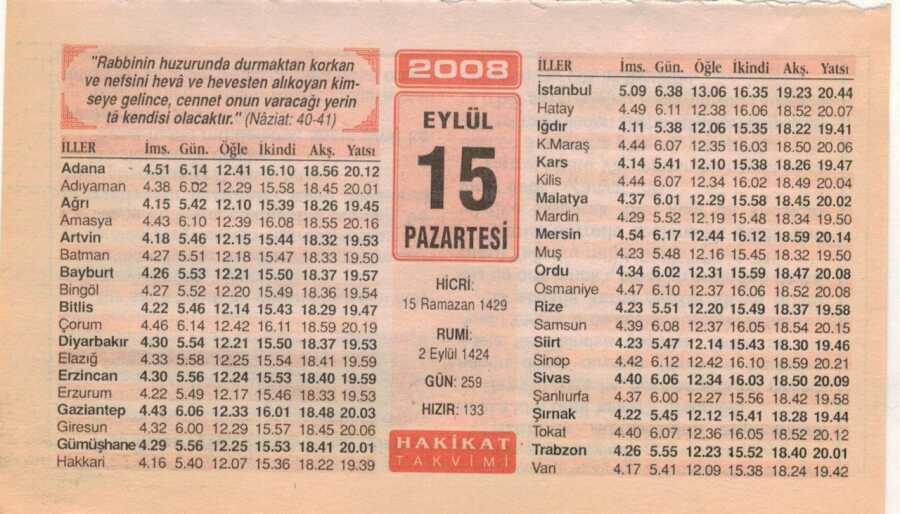 "Rabbinin huzurunda durmaktan korkan
ve nefsini hevâ ve hevesten alıkoyan kim-
seye gelince, cennet onun varacağı yerin
tâ kendisi olacaktır." (Nâziat: 40-41)
İLLER İms. Gün. Öğle İkindi Akş. Yatsı
Adana 4.51 6.14 12.41 16.10 18.56 20.12
Adıyaman 4.38 6.02 12.29 15.58 18.45 20.01
Ağrı 4.15 5.42 12.10 15.39 18.26 19.45
Amasya 4.43 6.10 12.39 16.08 18.55 20.16
Artvin 4.18 5.46 12.15 15.44 18.32 19.53
Batman 4.27 5.51 12.18 15.47 18.33 19.50
Bayburt 4.26 5.53 12.21 15.50 18.37 19.57
Bingöl 4.27 5.52 12.20 15.49 18.36 19.54
Bitlis 4.22 5.46 12.14 15.43 18.29 19.47
Çorum 4.46 6.14 12.42 16.11 18.59 20.19
Diyarbakır 4.30 5.54 12.21 15.50 18.37 19.53
Elazığ 4.33 5.58 12.25 15.54 18.41 19.59
Erzincan 4.30 5.56 12.24 15.53 18.40 19.59
Erzurum 4.22 5.49 12.17 15.46 18.33 19.53
Gaziantep 4.43 6.06 12.33 16.01 18.48 20.03
Giresun 4.32 6.00 12.29 15.57 18.45 20.06
Gümüşhane 4.29 5.56 12.25 15.53 18.41 20.01
Hakkari 4.16 5.40 12.07 15.36 18.22 19.39
2008
EYLÜL
15
PAZARTESİ
HİCRİ:
15 Ramazan 1429
RUMİ:
2 Eylül 1424
GÜN: 259
HIZIR: 133
HAKİKAT
TAKVİMİ
İLLER İms. Gün. Öğle İkindi Akş. Yatsı
İstanbul 5.09 6.38 13.06 16.35 19.23 20.44
Hatay 4.49 6.11 12.38 16.06 18.52 20.07
Iğdır 4.11 5.38 12.06 15.35 18.22 19.41
K.Maraş 4.44 6.07 12.35 16.03 18.50 20.06
Kars 4.14 5.41 12.10 15.38 18.26 19.47
Kilis 4.44 6.07 12.34 16.02 18.49 20.04
Malatya 4.37 6.01 12.29 15.58 18.45 20.02
Mardin 4.29 5.52 12.19 15.48 18.34 19.50
Mersin 4.54 6.17 12.44 16.12 18.59 20.14
Muş 4.23 5.48 12.16 15.45 18.32 19.50
Ordu 4.34 6.02 12.31 15.59 18.47 20.08
Osmaniye 4.47 6.10 12.37 16.06 18.52 20.08
Rize 4.23 5.51 12.20 15.49 18.37 19.58
Samsun 4.39 6.08 12.37 16.05 18.54 20.15
Siirt 4.23 5.47 12.14 15.43 18.30 19.46
Sinop 4.42 6.12 12.42 16.10 18.59 20.21
Sivas 4.40 6.06 12.34 16.03 18.50 20.09
Şanlıurfa 4.37 6.00 12.27 15.56 18.42 19.58
Şırnak 4.22 5.45 12.12 15.41 18.28 19.44
Tokat 4.40 6.07 12.36 16.05 18.52 20.12
Trabzon 4.26 5.55 12.23 15.52 18.40 20.01
Van 4.17 5.41 12.09 15.38 18.24 19.42